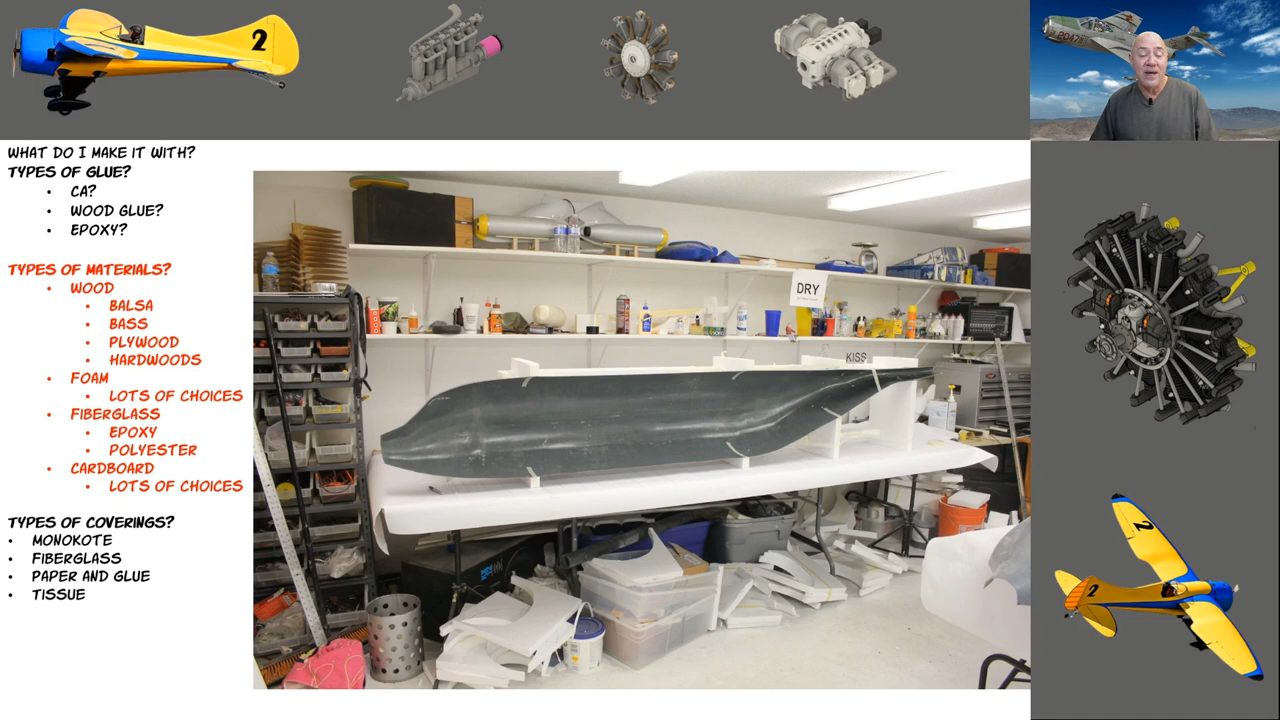 2
WHAT DO I MAKE IT WITH?
TYPES OF GLUE?
• CA?
• WOOD GLUE?
• EPOXY?
TYPES OF MATERIALS?
• WOOD
• BALSA
• BASS
• PLYWOOD
• HARDWOODS
• FOAM
• LOTS OF CHOICES
• FIBERGLASS
• EPOXY
• POLYESTER
• CARDBOARD
• LOTS OF CHOICES
TYPES OF COVERINGS?
• MONOKOTE
• FIBERGLASS
• PAPER AND GLUE
• TISSUE
DRY
KISS
2
2